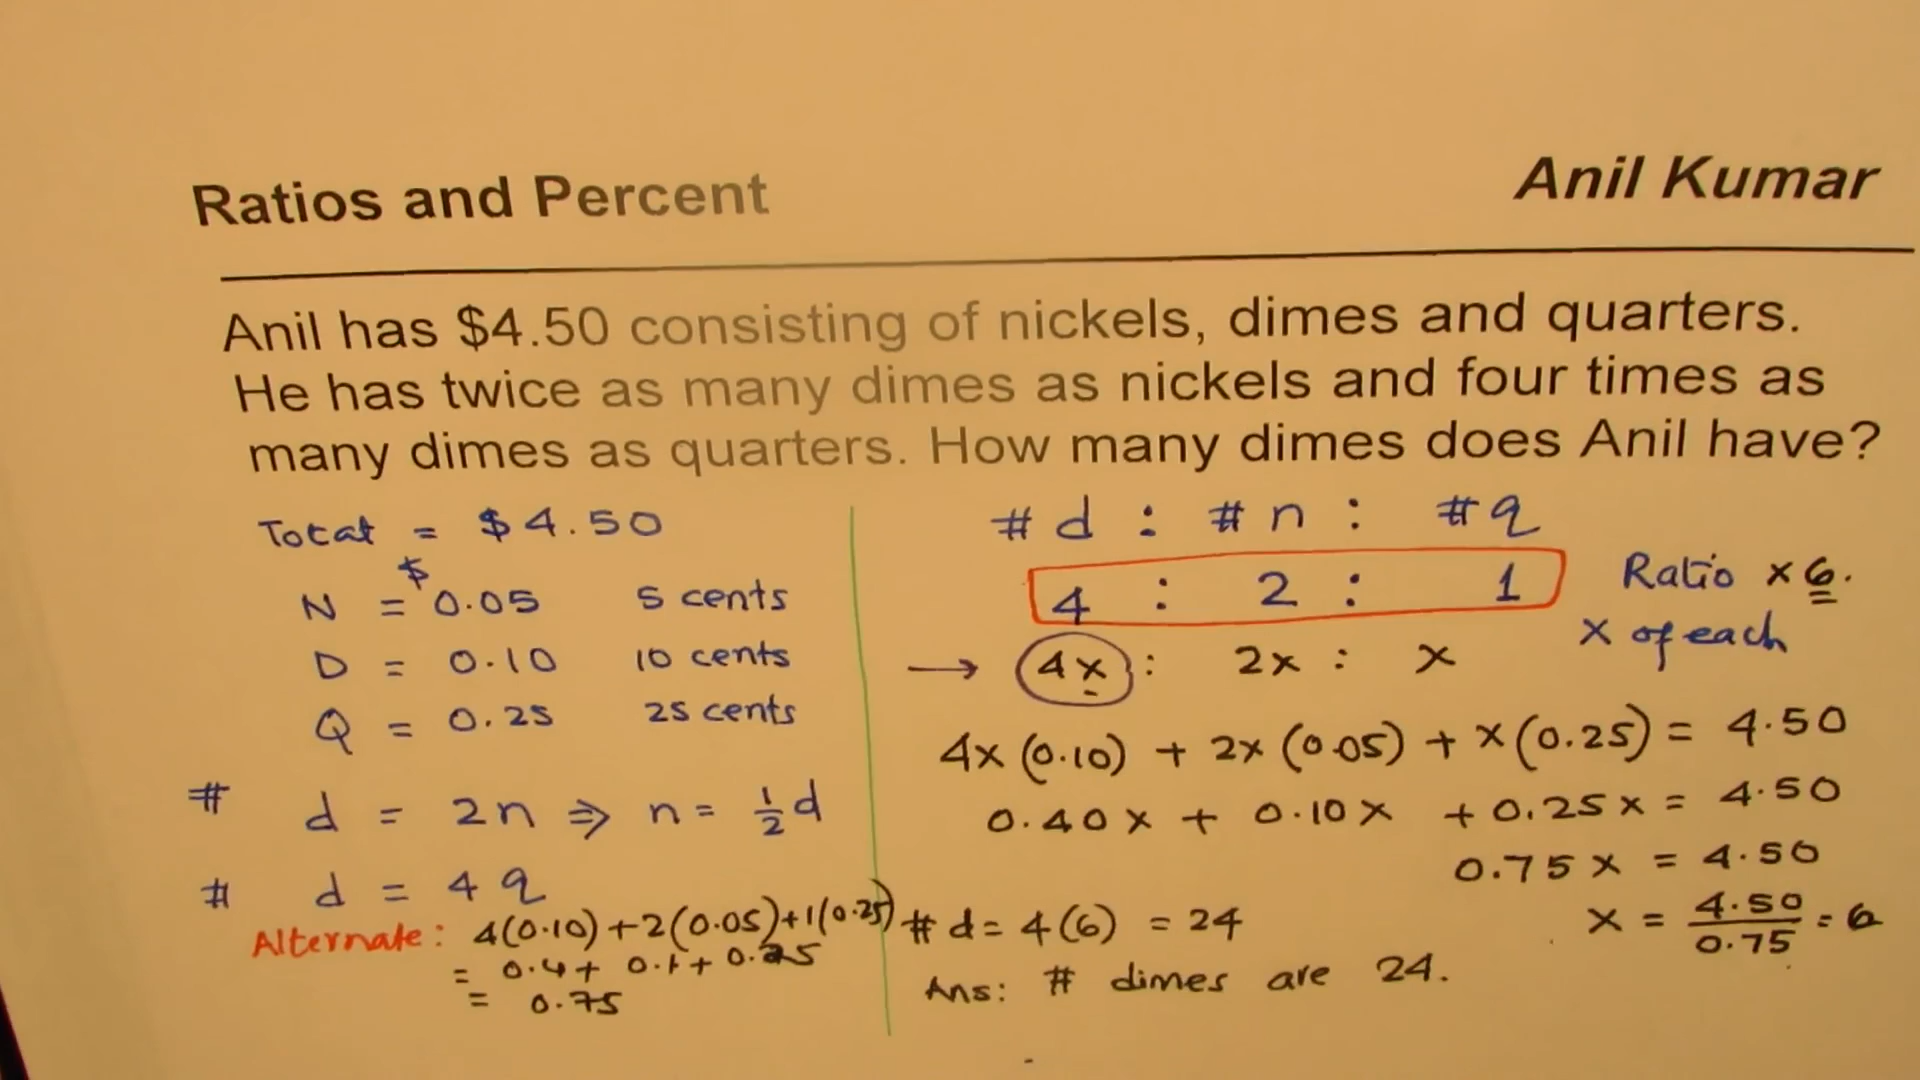 Ratios and Percent
Anil Kumar
Anil has $4.50 consisting of nickels, dimes and quarters.
He has twice as many dimes as nickels and four times as
many dimes as quarters. How many dimes does Anil have?
Total = $4.50
N = $0.05 5 cents
D = 0.10 10 cents
Q = 0.25 25 cents
# d = 2n ⇒ n = 1/2 d
# d = 4q
Alternate: 4(0.10)+2(0.05)+1(0.25)
= 0.4+ 0.1+ 0.25
= 0.75
# d : # n : # q
4 : 2 : 1
Ratio × 6.
x of each
→ 4x : 2x : x
4x (0.10) + 2x (0.05) + x (0.25) = 4.50
0.40x + 0.10x + 0.25x = 4.50
0.75x = 4.50
x = 4.50/0.75 = 6
# d = 4(6) = 24
Ans: # dimes are 24.